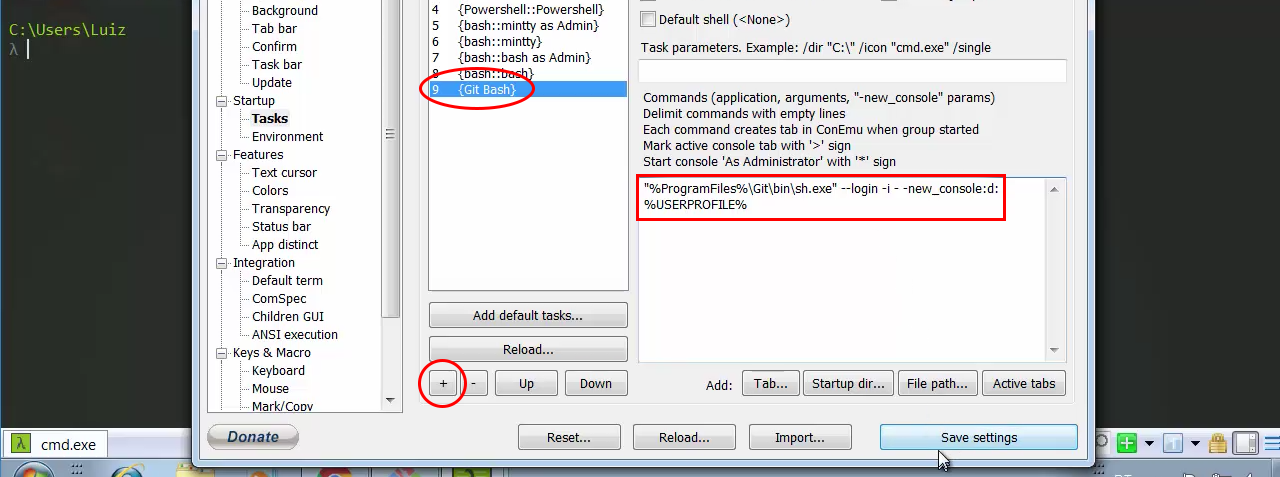 C:\Users\Luiz
λ
Background
Tab bar
Confirm
Task bar
Update
Startup
Tasks
Environment
Features
Text cursor
Colors
Transparency
Status bar
App distinct
Integration
Default term
ComSpec
Children GUI
ANSI execution
Keys & Macro
Keyboard
Mouse
Mark/Copy
Donate
4 {Powershell::Powershell}
5 {bash::mintty as Admin}
6 {bash::mintty}
7 {bash::bash as Admin}
8 {bash::bash}
9 {Git Bash}
Add default tasks...
Reload...
+ - Up Down
Default shell (<None>)
Task parameters. Example: /dir "C:\" /icon "cmd.exe" /single
Commands (application, arguments, "-new_console" params)
Delimit commands with empty lines
Each command creates tab in ConEmu when group started
Mark active console tab with '>' sign
Start console 'As Administrator' with '*' sign
"%ProgramFiles%\Git\bin\sh.exe" --login -i - -new_console:d:
%USERPROFILE%
Add: Tab... Startup dir... File path... Active tabs
Reset... Reload... Import... Save settings
λ cmd.exe